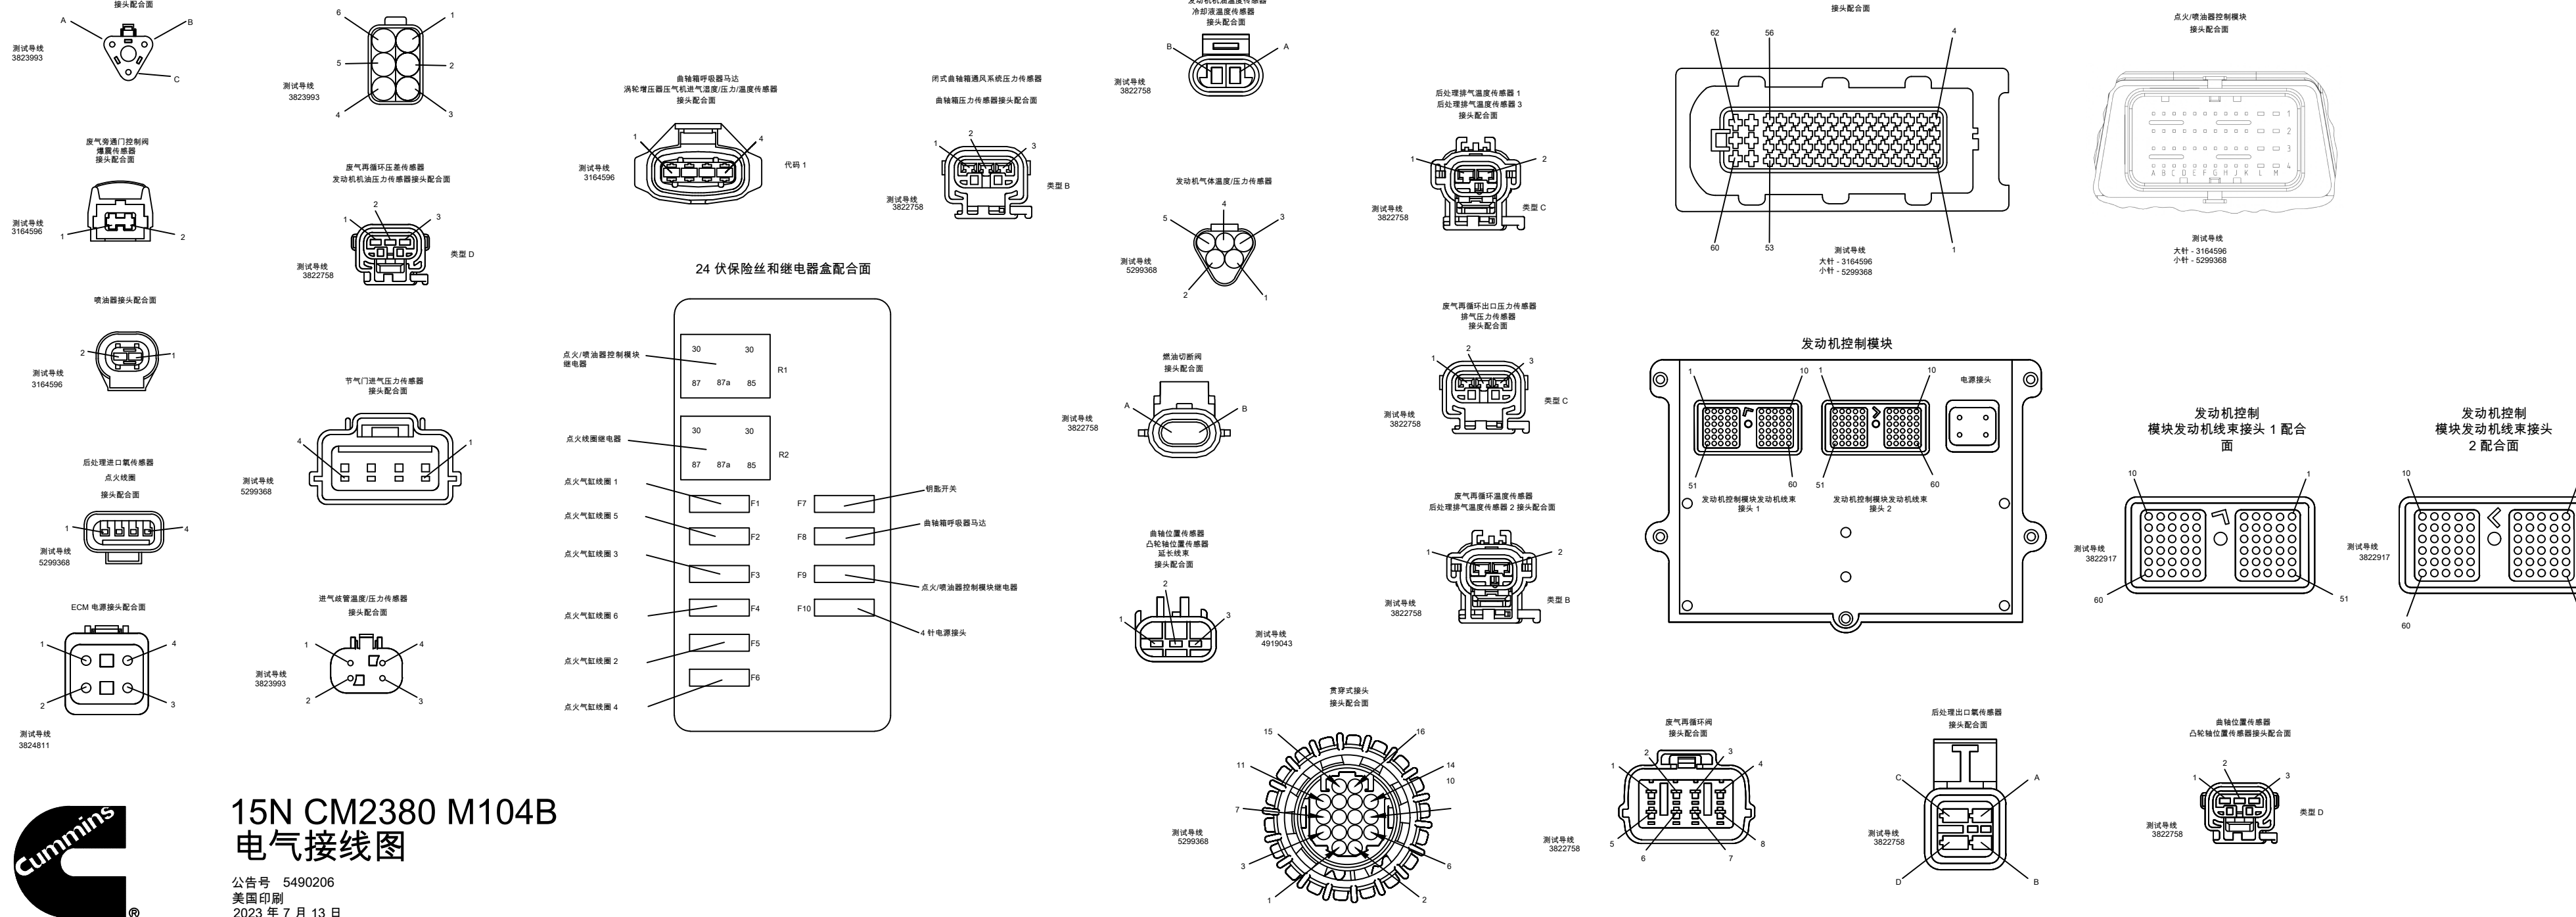 接头配合面
A
B
C
测试导线
3823993
废气旁通门控制阀
爆震传感器
接头配合面
测试导线
3164596
1
2
喷油器接头配合面
2
1
测试导线
3164596
后处理进口氧传感器
点火线圈
接头配合面
1
4
测试导线
5299368
ECM 电源接头配合面
1
4
2
3
测试导线
3824811
6
1
5
2
4
3
测试导线
3823993
废气再循环压差传感器
发动机机油压力传感器接头配合面
2
1
3
类型 D
测试导线
3822758
节气门进气压力传感器
接头配合面
4
1
测试导线
5299368
进气歧管温度/压力传感器
接头配合面
1
4
2
3
测试导线
3823993
曲轴箱呼吸器马达
涡轮增压器压气机进气湿度/压力/温度传感器
接头配合面
1
4
代码 1
测试导线
3164596
闭式曲轴箱通风系统压力传感器
曲轴箱压力传感器接头配合面
2
1
3
类型 B
测试导线
3822758
24 伏保险丝和继电器盒配合面
点火/喷油器控制模块
继电器
30
30
87
87a
85
R1
点火线圈继电器
30
30
87
87a
85
R2
点火气缸线圈 1
F1
F7
钥匙开关
点火气缸线圈 5
F2
F8
曲轴箱呼吸器马达
点火气缸线圈 3
F3
F9
点火/喷油器控制模块继电器
点火气缸线圈 6
F4
F10
4 针电源接头
点火气缸线圈 2
F5
点火气缸线圈 4
F6
发动机机油温度传感器
冷却液温度传感器
接头配合面
B
A
测试导线
3822758
发动机气体温度/压力传感器
4
5
3
2
1
测试导线
5299368
燃油切断阀
接头配合面
A
B
测试导线
3822758
曲轴位置传感器
凸轮轴位置传感器
延长线束
接头配合面
2
1
3
测试导线
4919043
后处理排气温度传感器 1
后处理排气温度传感器 3
接头配合面
1
2
类型 C
测试导线
3822758
废气再循环出口压力传感器
排气压力传感器
接头配合面
2
1
3
类型 C
测试导线
3822758
废气再循环温度传感器
后处理排气温度传感器 2 接头配合面
1
2
类型 B
测试导线
3822758
贯穿式接头
接头配合面
15
16
11
14
10
7
3
6
1
2
测试导线
5299368
接头配合面
62
56
4
60
53
1
测试导线
大针 - 3164596
小针 - 5299368
点火/喷油器控制模块
接头配合面
1
2
3
4
A B C D E F G H J K L M
测试导线
大针 - 3164596
小针 - 5299368
发动机控制模块
1
10
1
10
电源接头
51
60
51
60
发动机控制模块发动机线束
接头 1
发动机控制模块发动机线束
接头 2
发动机控制
模块发动机线束接头 1 配合
面
10
1
60
51
测试导线
3822917
发动机控制
模块发动机线束接头
2 配合面
10
60
测试导线
3822917
废气再循环阀
接头配合面
1
2
3
4
5
6
7
8
测试导线
3822758
后处理出口氧传感器
接头配合面
C
A
D
B
测试导线
3822758
曲轴位置传感器
凸轮轴位置传感器接头配合面
2
1
3
类型 D
测试导线
3822758
Cummins
®
15N CM2380 M104B
电气接线图
公告号 5490206
美国印刷
2023 年 7 月 13 日